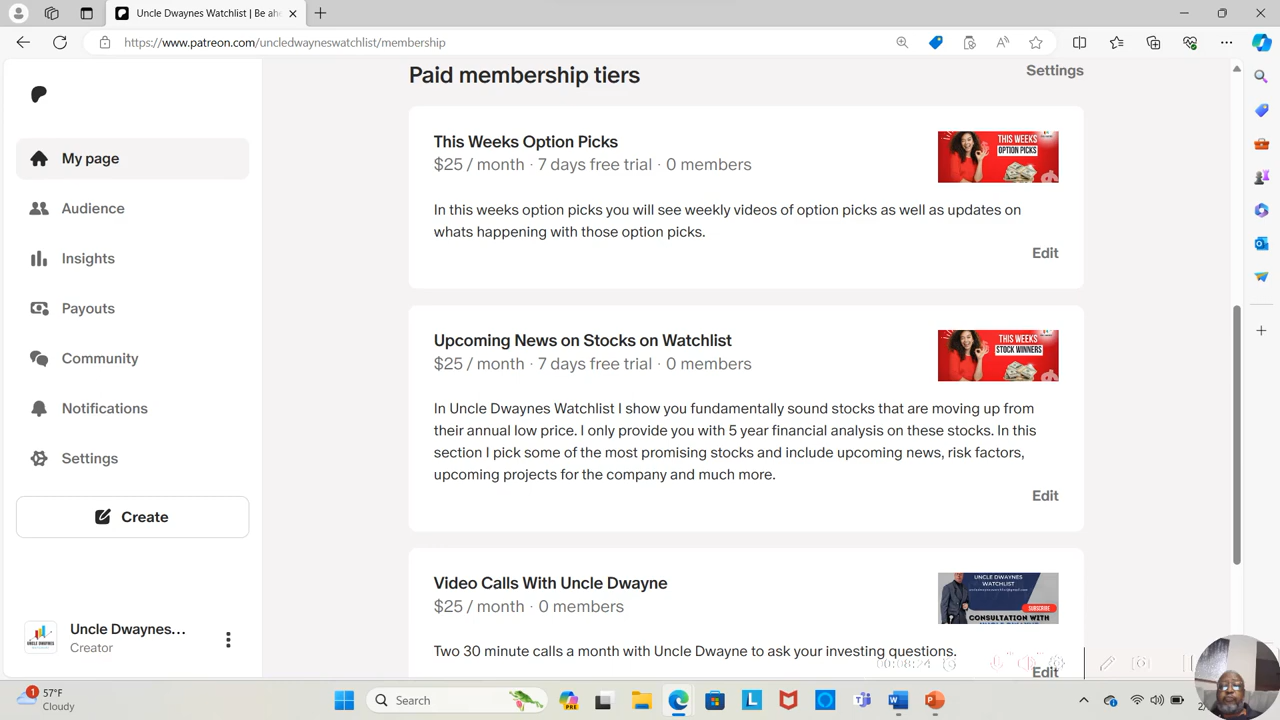 Uncle Dwaynes Watchlist | Be ahe
https://www.patreon.com/uncledwayneswatchlist/membership
Paid membership tiers
Settings
My page
Audience
Insights
Payouts
Community
Notifications
Settings
Create
Uncle Dwaynes...
Creator
This Weeks Option Picks
$25 / month · 7 days free trial · 0 members
In this weeks option picks you will see weekly videos of option picks as well as updates on
whats happening with those option picks.
Edit
THIS WEEKS
OPTION PICKS
Upcoming News on Stocks on Watchlist
$25 / month · 7 days free trial · 0 members
In Uncle Dwaynes Watchlist I show you fundamentally sound stocks that are moving up from
their annual low price. I only provide you with 5 year financial analysis on these stocks. In this
section I pick some of the most promising stocks and include upcoming news, risk factors,
upcoming projects for the company and much more.
Edit
THIS WEEKS
STOCK WINNERS
Video Calls With Uncle Dwayne
$25 / month · 0 members
Two 30 minute calls a month with Uncle Dwayne to ask your investing questions.
Edit
UNCLE DWAYNES
WATCHLIST
SUBSCRIBE
CONSULTATION WITH
00:08:24
1
57°F
Cloudy
Search